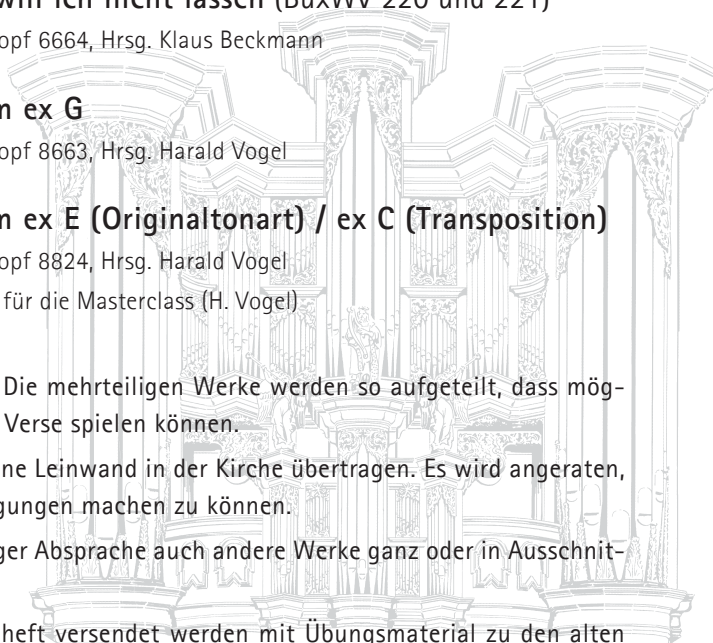 will ich nicht lassen (BuxWV 220 und 221)
opf 6664, Hrsg. Klaus Beckmann
ex G
opf 8663, Hrsg. Harald Vogel
ex E (Originaltonart) / ex C (Transposition)
opf 8824, Hrsg. Harald Vogel
für die Masterclass (H. Vogel)
Die mehrteiligen Werke werden so aufgeteilt, dass mög-
Verse spielen können.
ne Leinwand in der Kirche übertragen. Es wird angeraten,
gungen machen zu können.
ger Absprache auch andere Werke ganz oder in Ausschnit-
heft versendet werden mit Übungsmaterial zu den alten